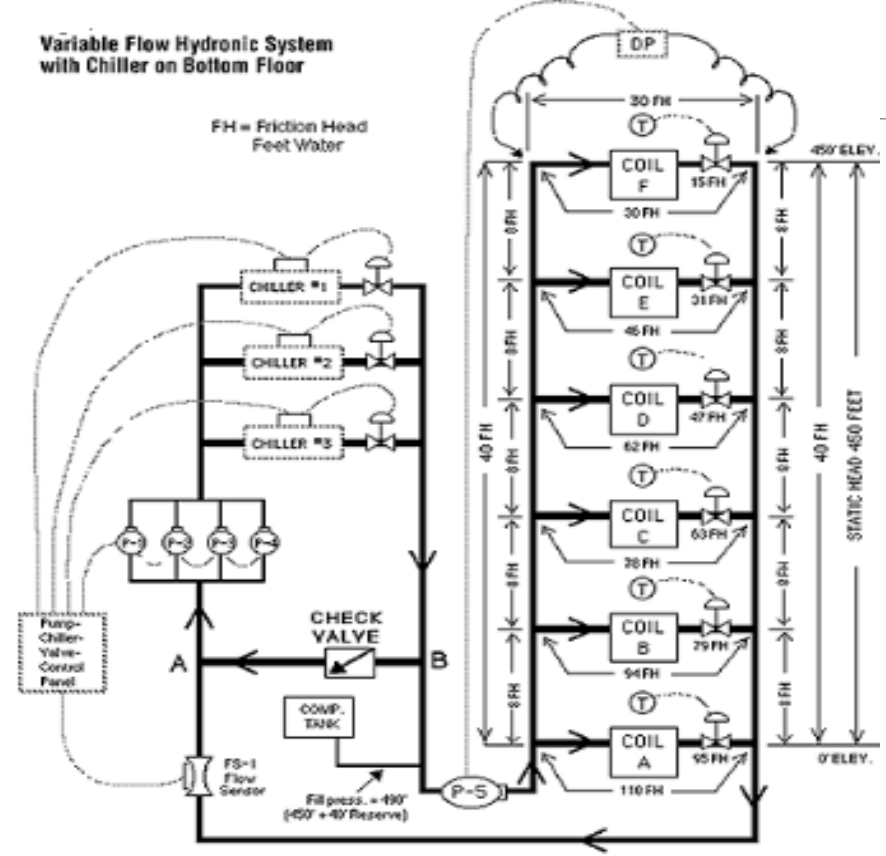 Variable Flow Hydronic System
with Chiller on Bottom Floor
FH = Friction Head
Feet Water
DP
30 FH
450' ELEV.
T
COIL
F
15 FH
30 FH
8 FH
8 FH
T
COIL
E
31 FH
46 FH
8 FH
8 FH
T
COIL
D
47 FH
62 FH
40 FH
40 FH
STATIC HEAD 450 FEET
8 FH
8 FH
T
COIL
C
63 FH
78 FH
8 FH
8 FH
T
COIL
B
79 FH
94 FH
8 FH
8 FH
T
COIL
A
95 FH
110 FH
0' ELEV.
CHILLER #1
CHILLER #2
CHILLER #3
P-1
P-2
P-3
P-4
Pump-
Chiller-
Valve-
Control
Panel
CHECK
VALVE
A
B
COMP.
TANK
FS-1
Flow
Sensor
Fill press. = 490'
(450' + 40' Reserve)
P-5